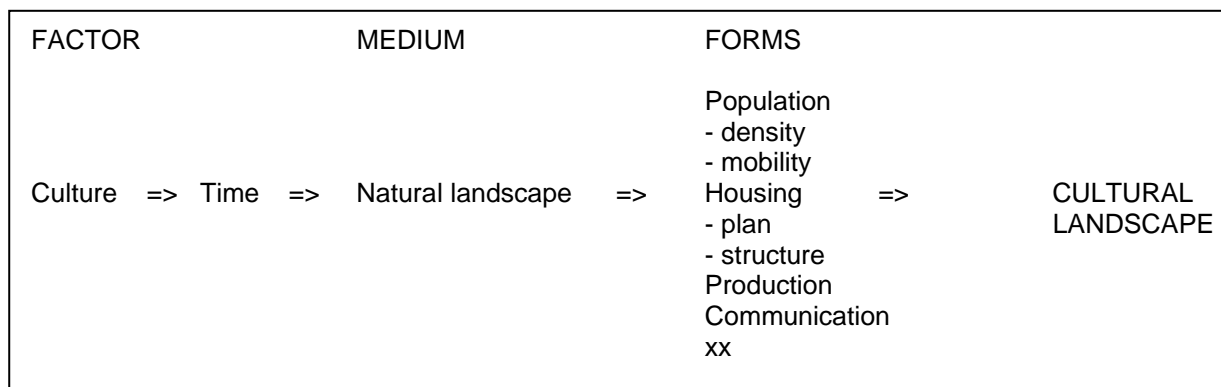 FACTOR MEDIUM FORMS
Population
- density
- mobility
Culture => Time => Natural landscape => Housing => CULTURAL
- plan LANDSCAPE
- structure
Production
Communication
xx